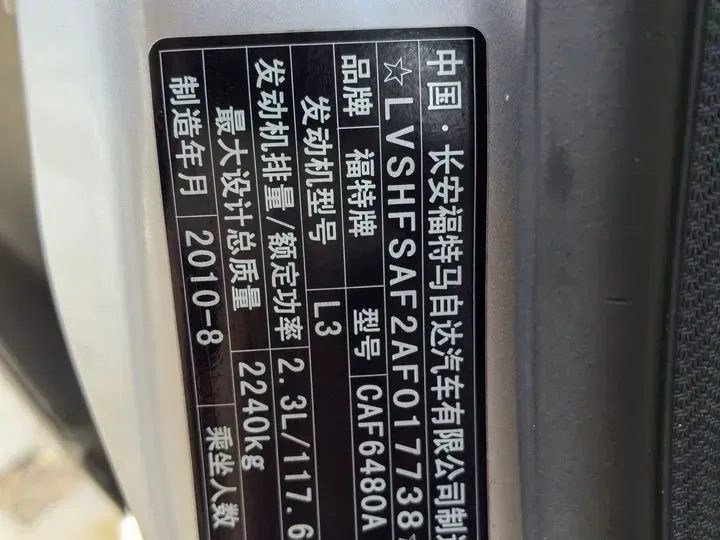 中国·长安福特马自达汽车有限公司制造
☆LVSHFSAF2AF017738☆
品牌 福特牌 型号 CAF6480A
发动机型号 L3
发动机排量/额定功率 2.3L/117.6
最大设计总质量 2240kg
制造年月 2010-8 乘坐人数